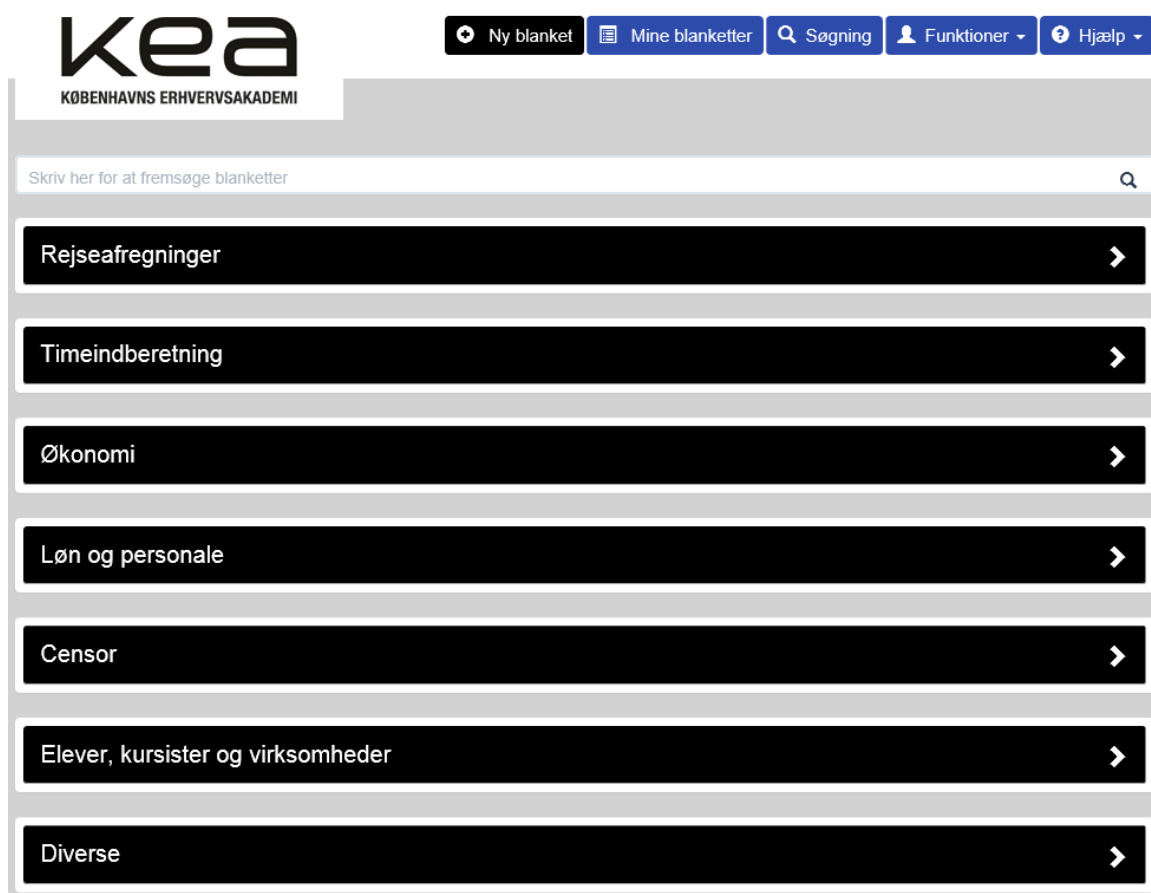 kea
KØBENHAVNS ERHVERVSAKADEMI
Ny blanket
Mine blanketter
Søgning
Funktioner
Hjælp
Skriv her for at fremsøge blanketter
Rejseafregninger
Timeindberetning
Økonomi
Løn og personale
Censor
Elever, kursister og virksomheder
Diverse